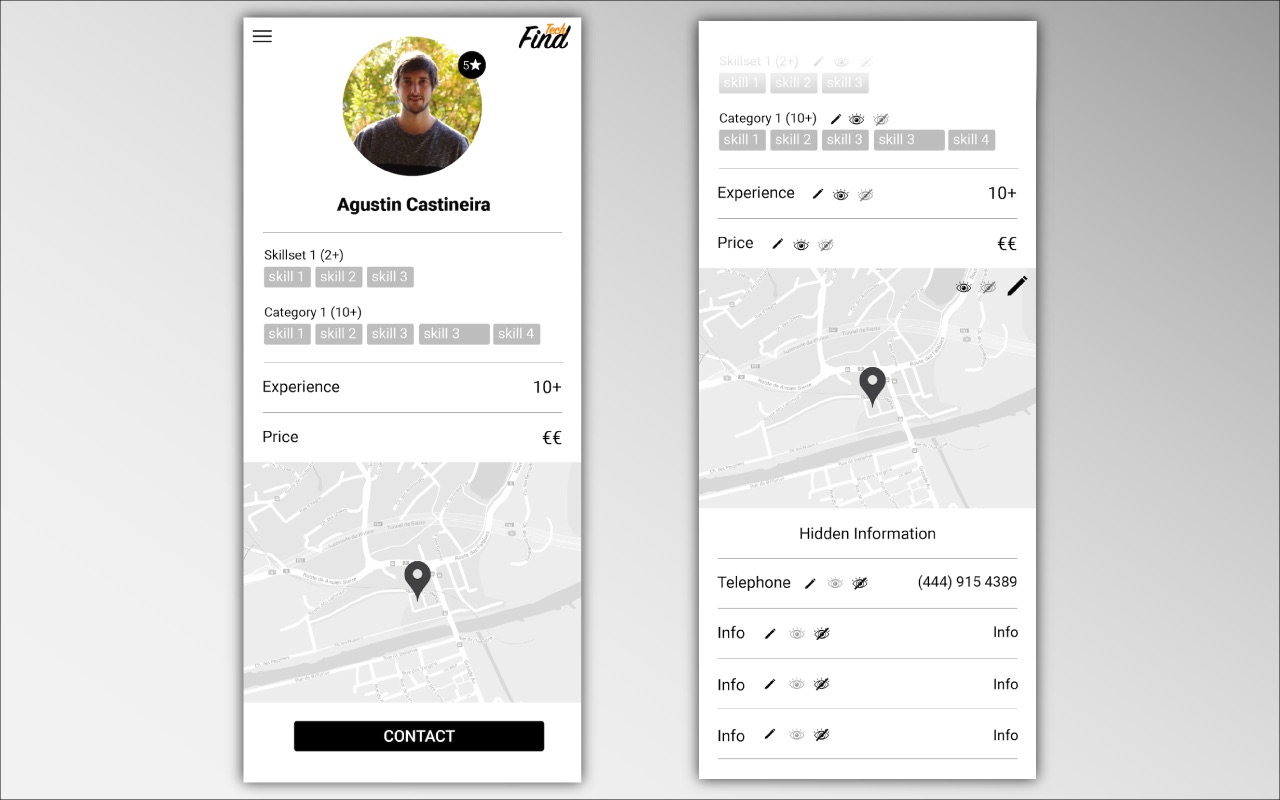 Tech
Find
5★
Agustin Castineira
Skillset 1 (2+)
skill 1 skill 2 skill 3
Category 1 (10+)
skill 1 skill 2 skill 3 skill 3 skill 4
Experience 10+
Price €€
CONTACT
Skillset 1 (2+)
skill 1 skill 2 skill 3
Category 1 (10+)
skill 1 skill 2 skill 3 skill 3 skill 4
Experience 10+
Price €€
Hidden Information
Telephone (444) 915 4389
Info Info
Info Info
Info Info